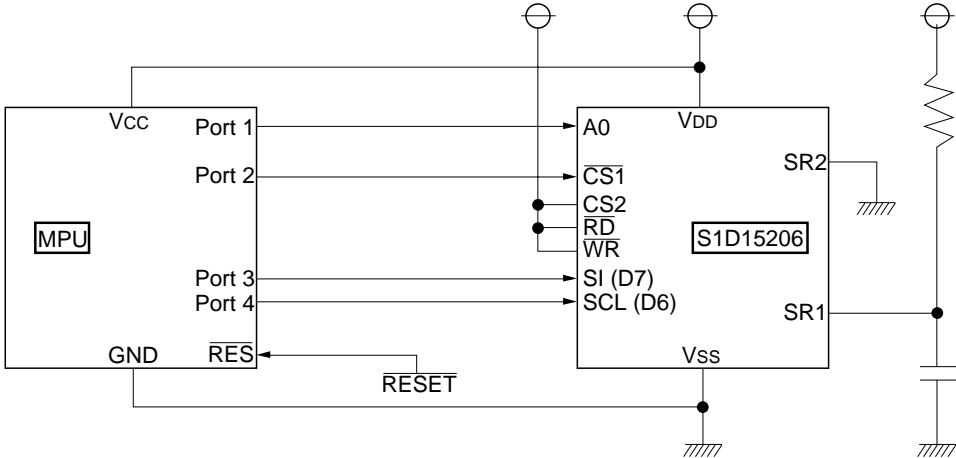 VCC
Port 1
Port 2
MPU
Port 3
Port 4
GND
RES
RESET
VDD
A0
CS1
CS2
RD
WR
SI (D7)
SCL (D6)
SR2
S1D15206
SR1
VSS